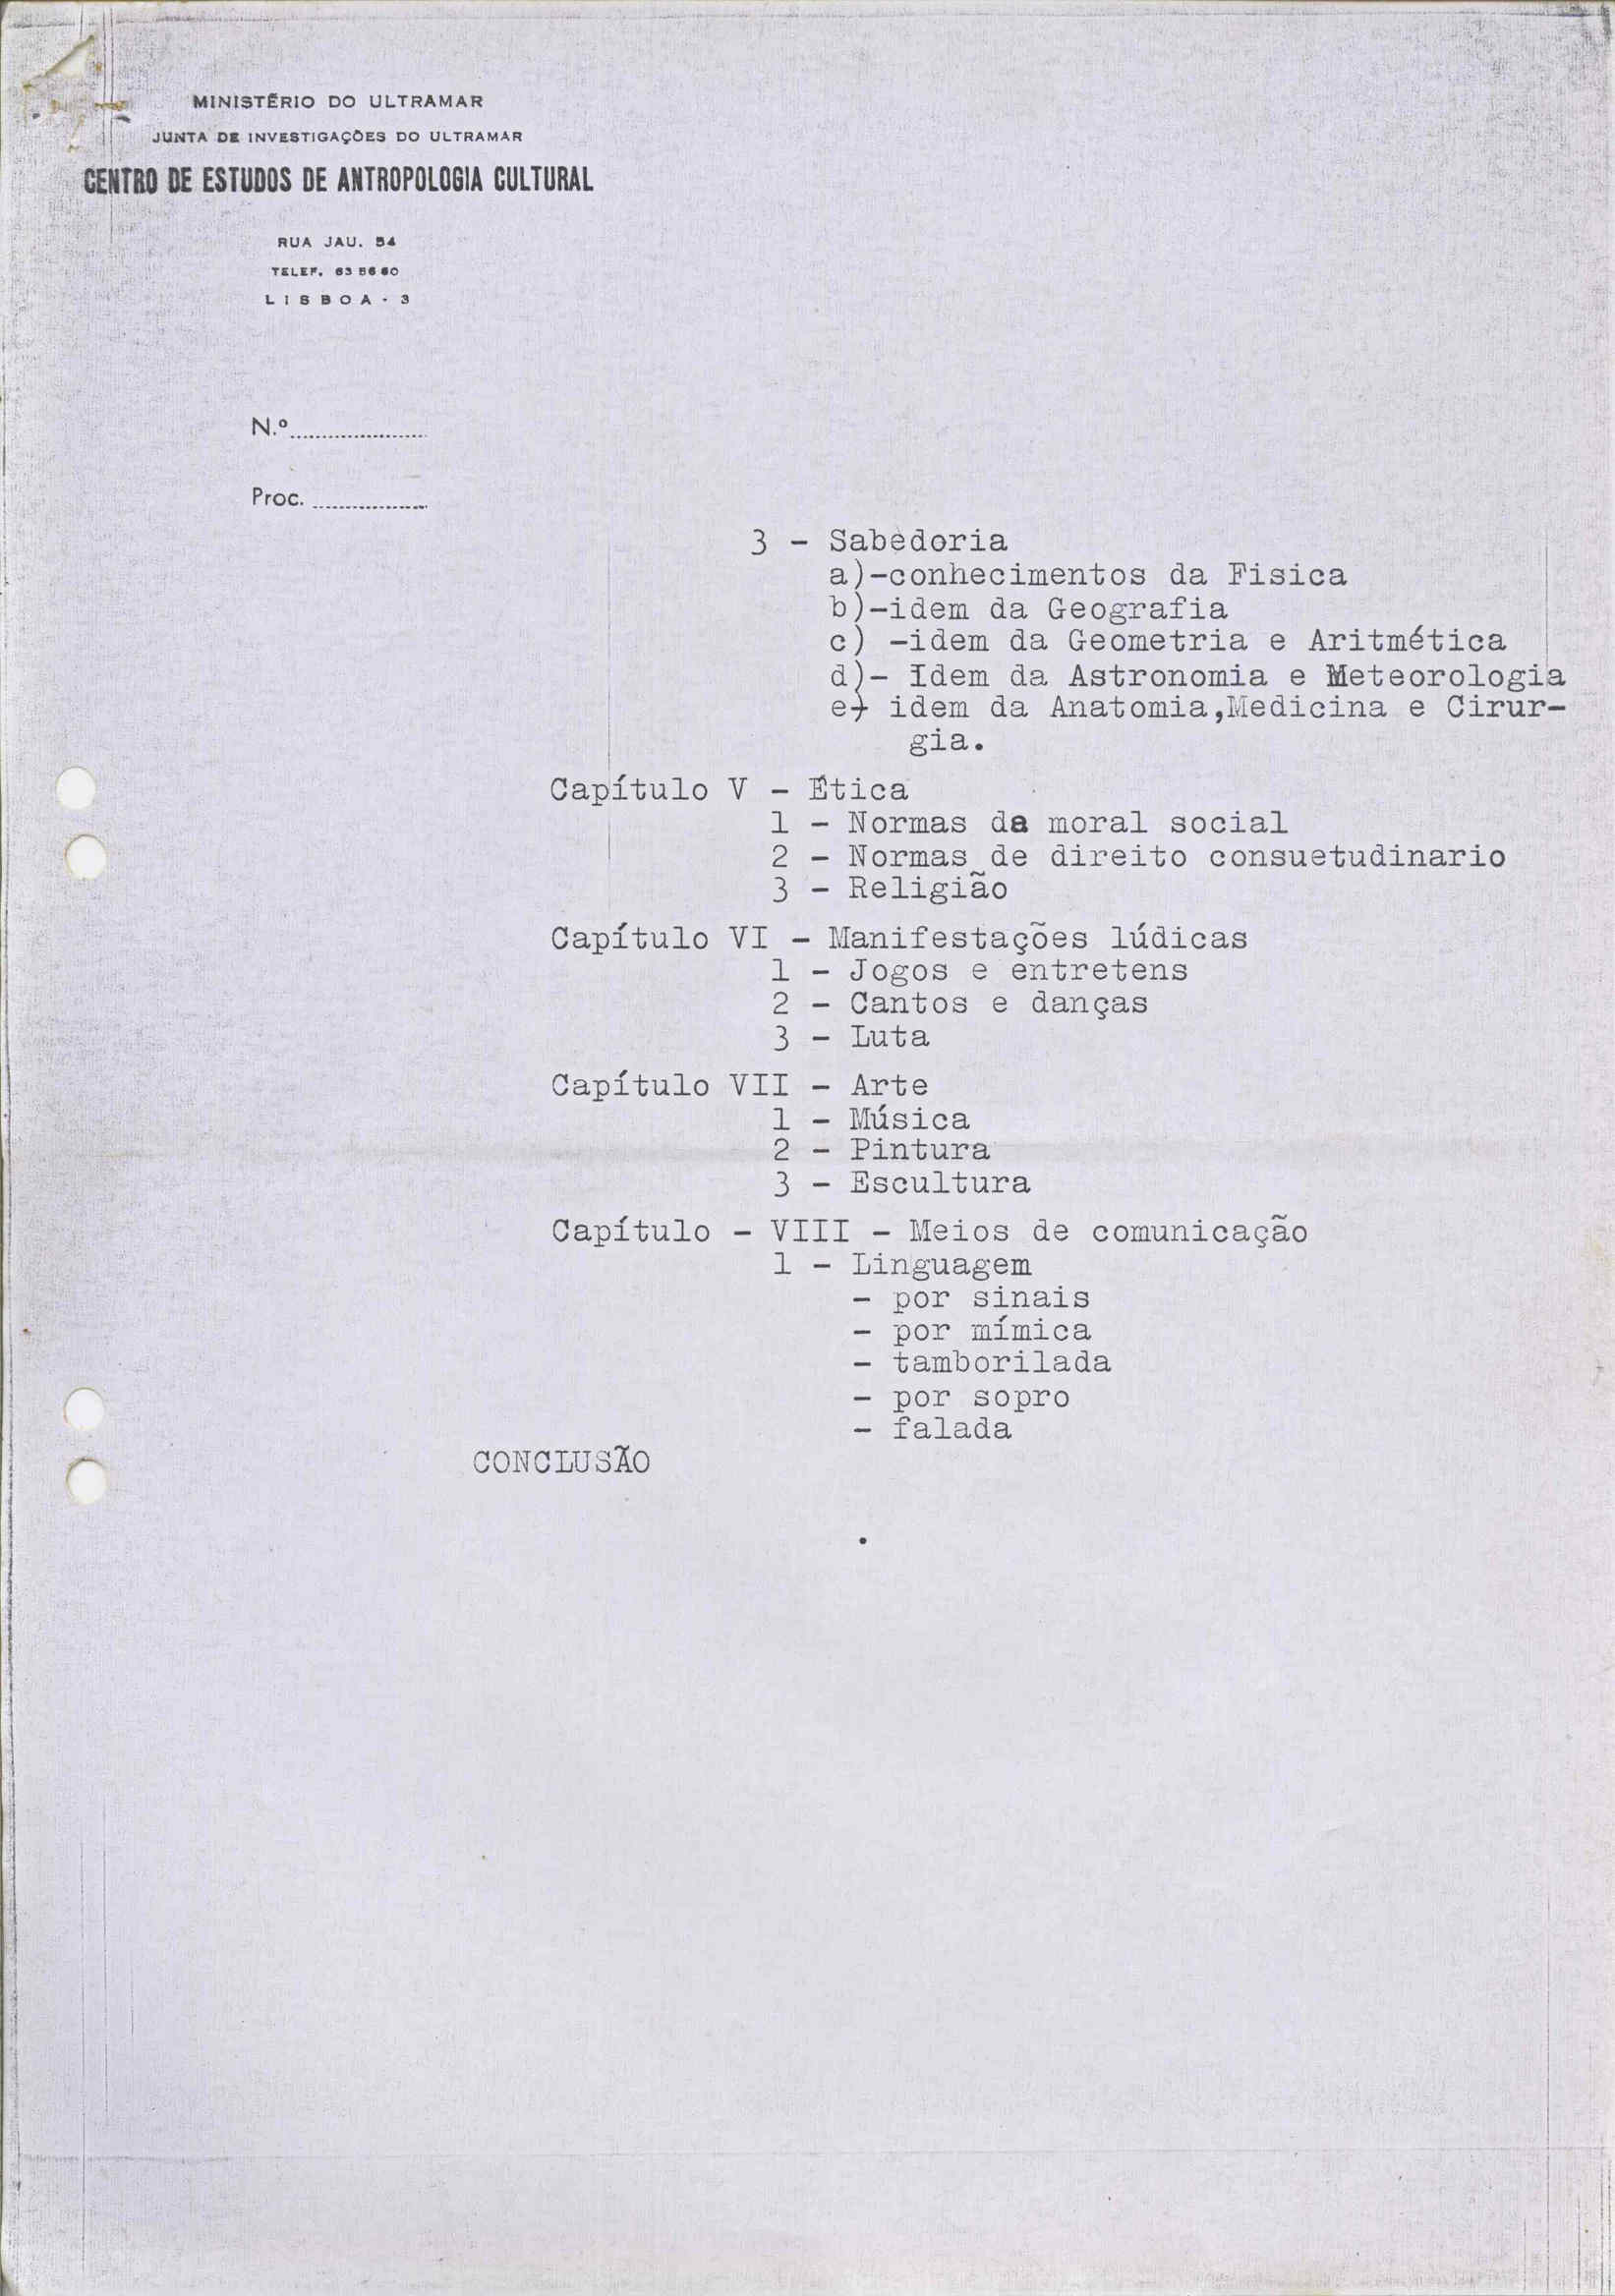 MINISTÉRIO DO ULTRAMAR
JUNTA DE INVESTIGAÇÕES DO ULTRAMAR
CENTRO DE ESTUDOS DE ANTROPOLOGIA CULTURAL
RUA JAU. 54
TELEF. 63 56 60
LISBOA-3
N.º
Proc.
3 - Sabedoria
a)-conhecimentos da Fisica
b)-idem da Geografia
c) -idem da Geometria e Aritmética
d)- Idem da Astronomia e Meteorologia
e) idem da Anatomia,Medicina e Cirur-
gia.
Capítulo V - Ética
1 - Normas da moral social
2 - Normas de direito consuetudinario
3 - Religião
Capítulo VI - Manifestações lúdicas
1 - Jogos e entretens
2 - Cantos e danças
3 - Luta
Capítulo VII - Arte
1 - Música
2 - Pintura
3 - Escultura
Capítulo - VIII - Meios de comunicação
1 - Linguagem
- por sinais
- por mímica
- tamborilada
- por sopro
- falada
CONCLUSÃO